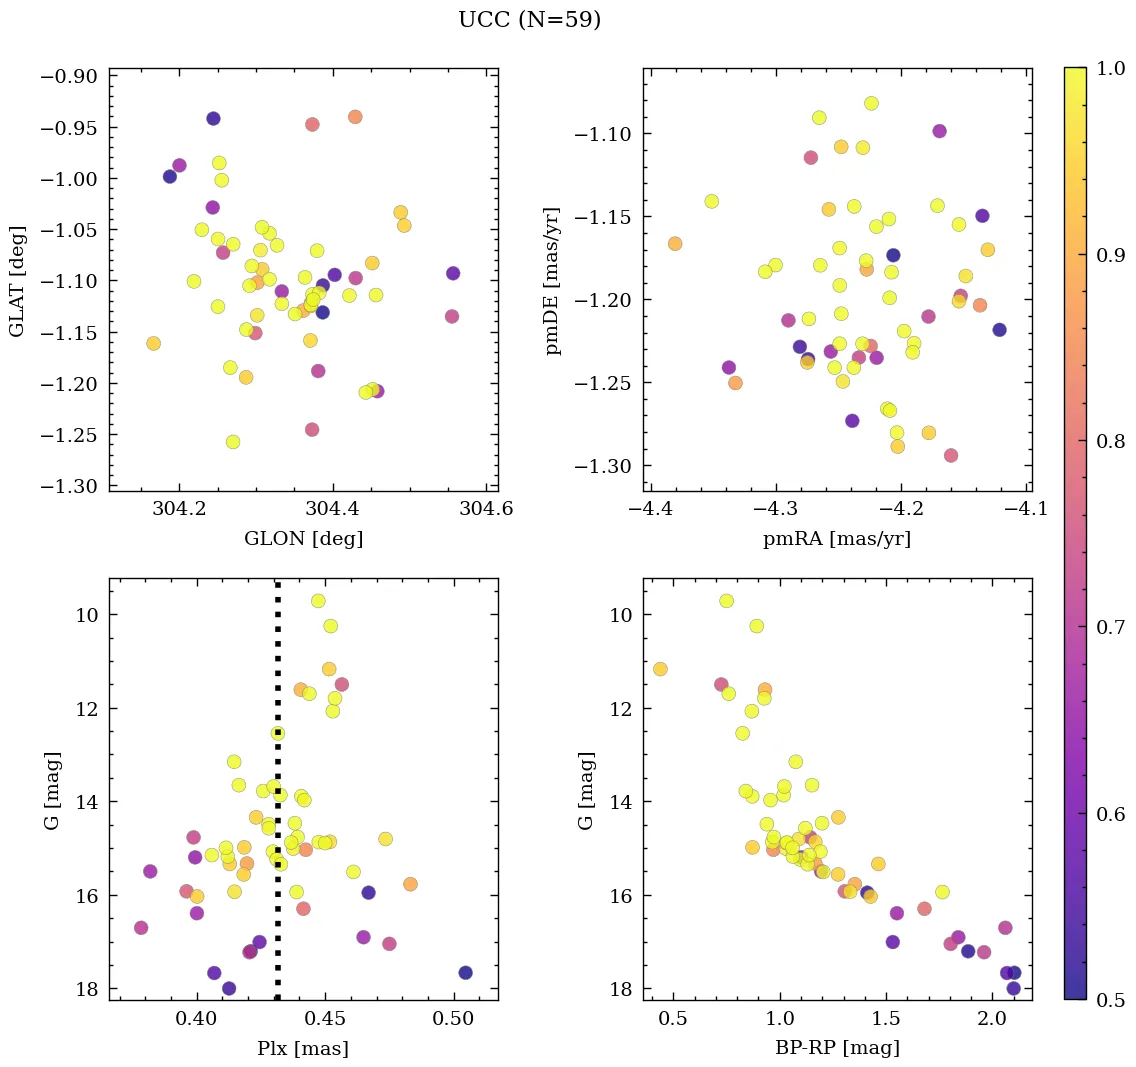 UCC (N=59)
−0.90
−0.95
−1.00
−1.05
−1.10
−1.15
−1.20
−1.25
−1.30
GLAT [deg]
304.2 304.4 304.6
GLON [deg]
−1.10
−1.15
−1.20
−1.25
−1.30
pmDE [mas/yr]
−4.4 −4.3 −4.2 −4.1
pmRA [mas/yr]
10
12
14
16
18
G [mag]
0.40 0.45 0.50
Plx [mas]
10
12
14
16
18
G [mag]
0.5 1.0 1.5 2.0
BP-RP [mag]
1.0
0.9
0.8
0.7
0.6
0.5